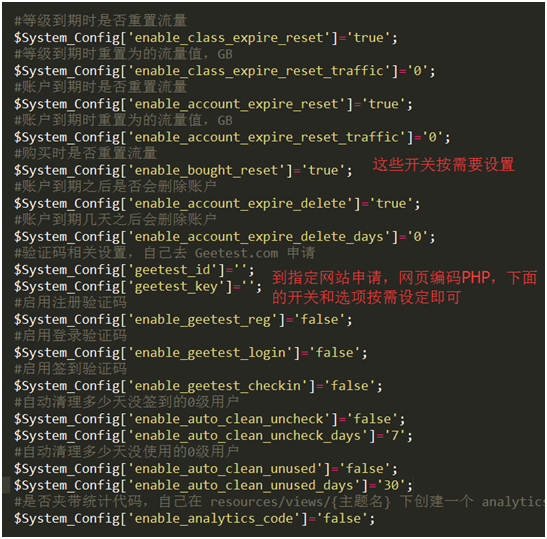 #等级到期时是否重置流量
$System_Config['enable_class_expire_reset']='true';
#等级到期时重置为的流量值，GB
$System_Config['enable_class_expire_reset_traffic']='0';
#账户到期时是否重置流量
$System_Config['enable_account_expire_reset']='true';
#账户到期时重置为的流量值，GB
$System_Config['enable_account_expire_reset_traffic']='0';
#购买时是否重置流量
$System_Config['enable_bought_reset']='true'; 这些开关按需要设置
#账户到期之后是否会删除账户
$System_Config['enable_account_expire_delete']='true';
#账户到期几天之后会删除账户
$System_Config['enable_account_expire_delete_days']='0';
#验证码相关设置，自己去 Geetest.com 申请
$System_Config['geetest_id']=''; 到指定网站申请，网页编码PHP，下面
$System_Config['geetest_key']=''; 的开关和选项按需设定即可
#启用注册验证码
$System_Config['enable_geetest_reg']='false';
#启用登录验证码
$System_Config['enable_geetest_login']='false';
#启用签到验证码
$System_Config['enable_geetest_checkin']='false';
#自动清理多少天没签到的0级用户
$System_Config['enable_auto_clean_uncheck']='false';
$System_Config['enable_auto_clean_uncheck_days']='7';
#自动清理多少天没使用的0级用户
$System_Config['enable_auto_clean_unused']='false';
$System_Config['enable_auto_clean_unused_days']='30';
#是否夹带统计代码，自己在 resources/views/{主题名} 下创建一个 analytics
$System_Config['enable_analytics_code']='false';